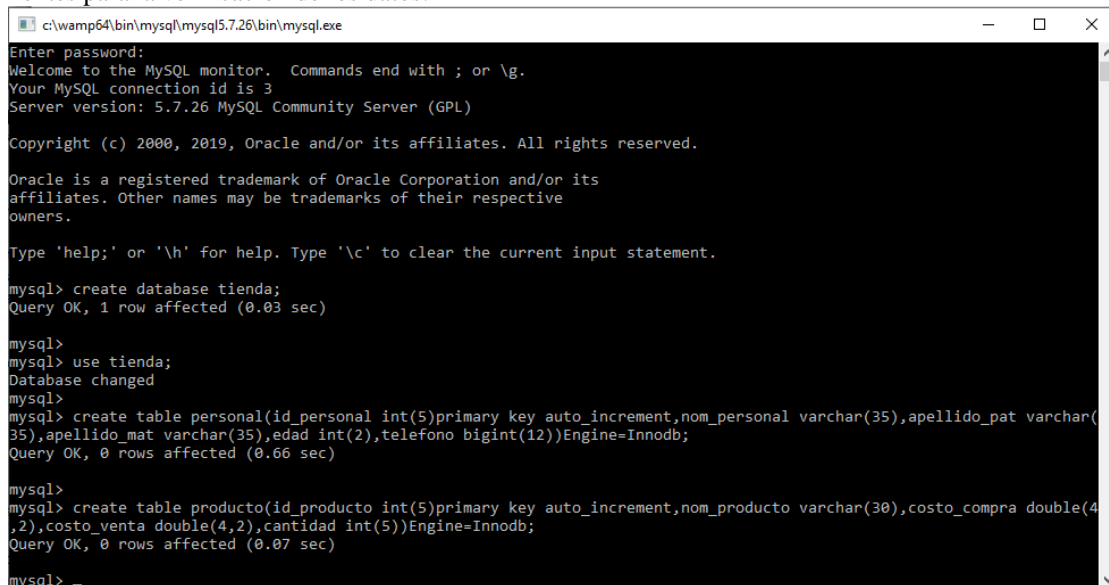 c:\wamp64\bin\mysql\mysql5.7.26\bin\mysql.exe
Enter password:
Welcome to the MySQL monitor.  Commands end with ; or \g.
Your MySQL connection id is 3
Server version: 5.7.26 MySQL Community Server (GPL)
Copyright (c) 2000, 2019, Oracle and/or its affiliates. All rights reserved.
Oracle is a registered trademark of Oracle Corporation and/or its
affiliates. Other names may be trademarks of their respective
owners.
Type 'help;' or '\h' for help. Type '\c' to clear the current input statement.
mysql> create database tienda;
Query OK, 1 row affected (0.03 sec)
mysql>
mysql> use tienda;
Database changed
mysql>
mysql> create table personal(id_personal int(5)primary key auto_increment,nom_personal varchar(35),apellido_pat varchar(
35),apellido_mat varchar(35),edad int(2),telefono bigint(12))Engine=Innodb;
Query OK, 0 rows affected (0.66 sec)
mysql>
mysql> create table producto(id_producto int(5)primary key auto_increment,nom_producto varchar(30),costo_compra double(4
,2),costo_venta double(4,2),cantidad int(5))Engine=Innodb;
Query OK, 0 rows affected (0.07 sec)
mysql> _